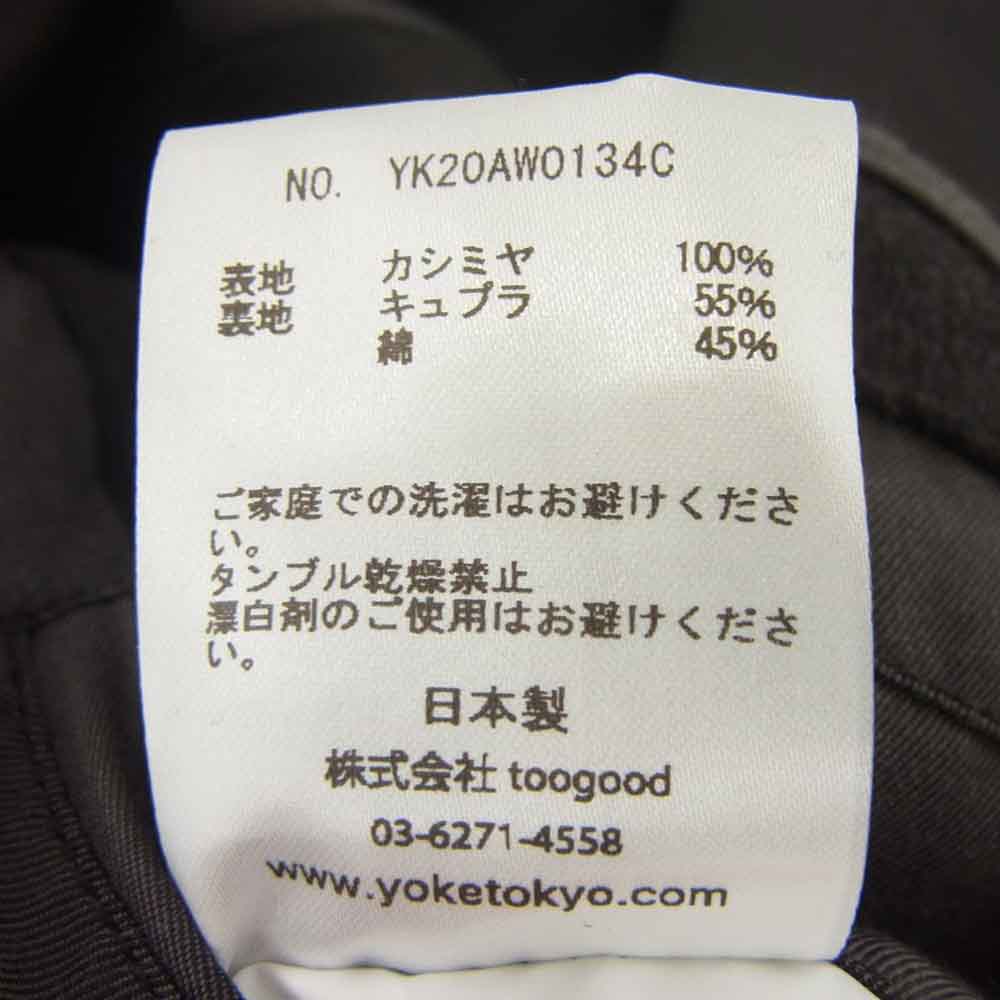 NO. YK20AW0134C
表地 カシミヤ 100%
裏地 キュプラ 55%
綿 45%
ご家庭での洗濯はお避けくださ
い。
タンブル乾燥禁止
漂白剤のご使用はお避けくださ
い。
日本製
株式会社 toogood
03-6271-4558
www.yoketokyo.com